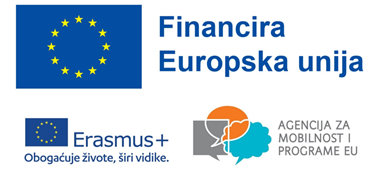 Financira
Europska unija
Erasmus+
Obogaćuje živote, širi vidike.
AGENCIJA ZA
MOBILNOST I
PROGRAME EU